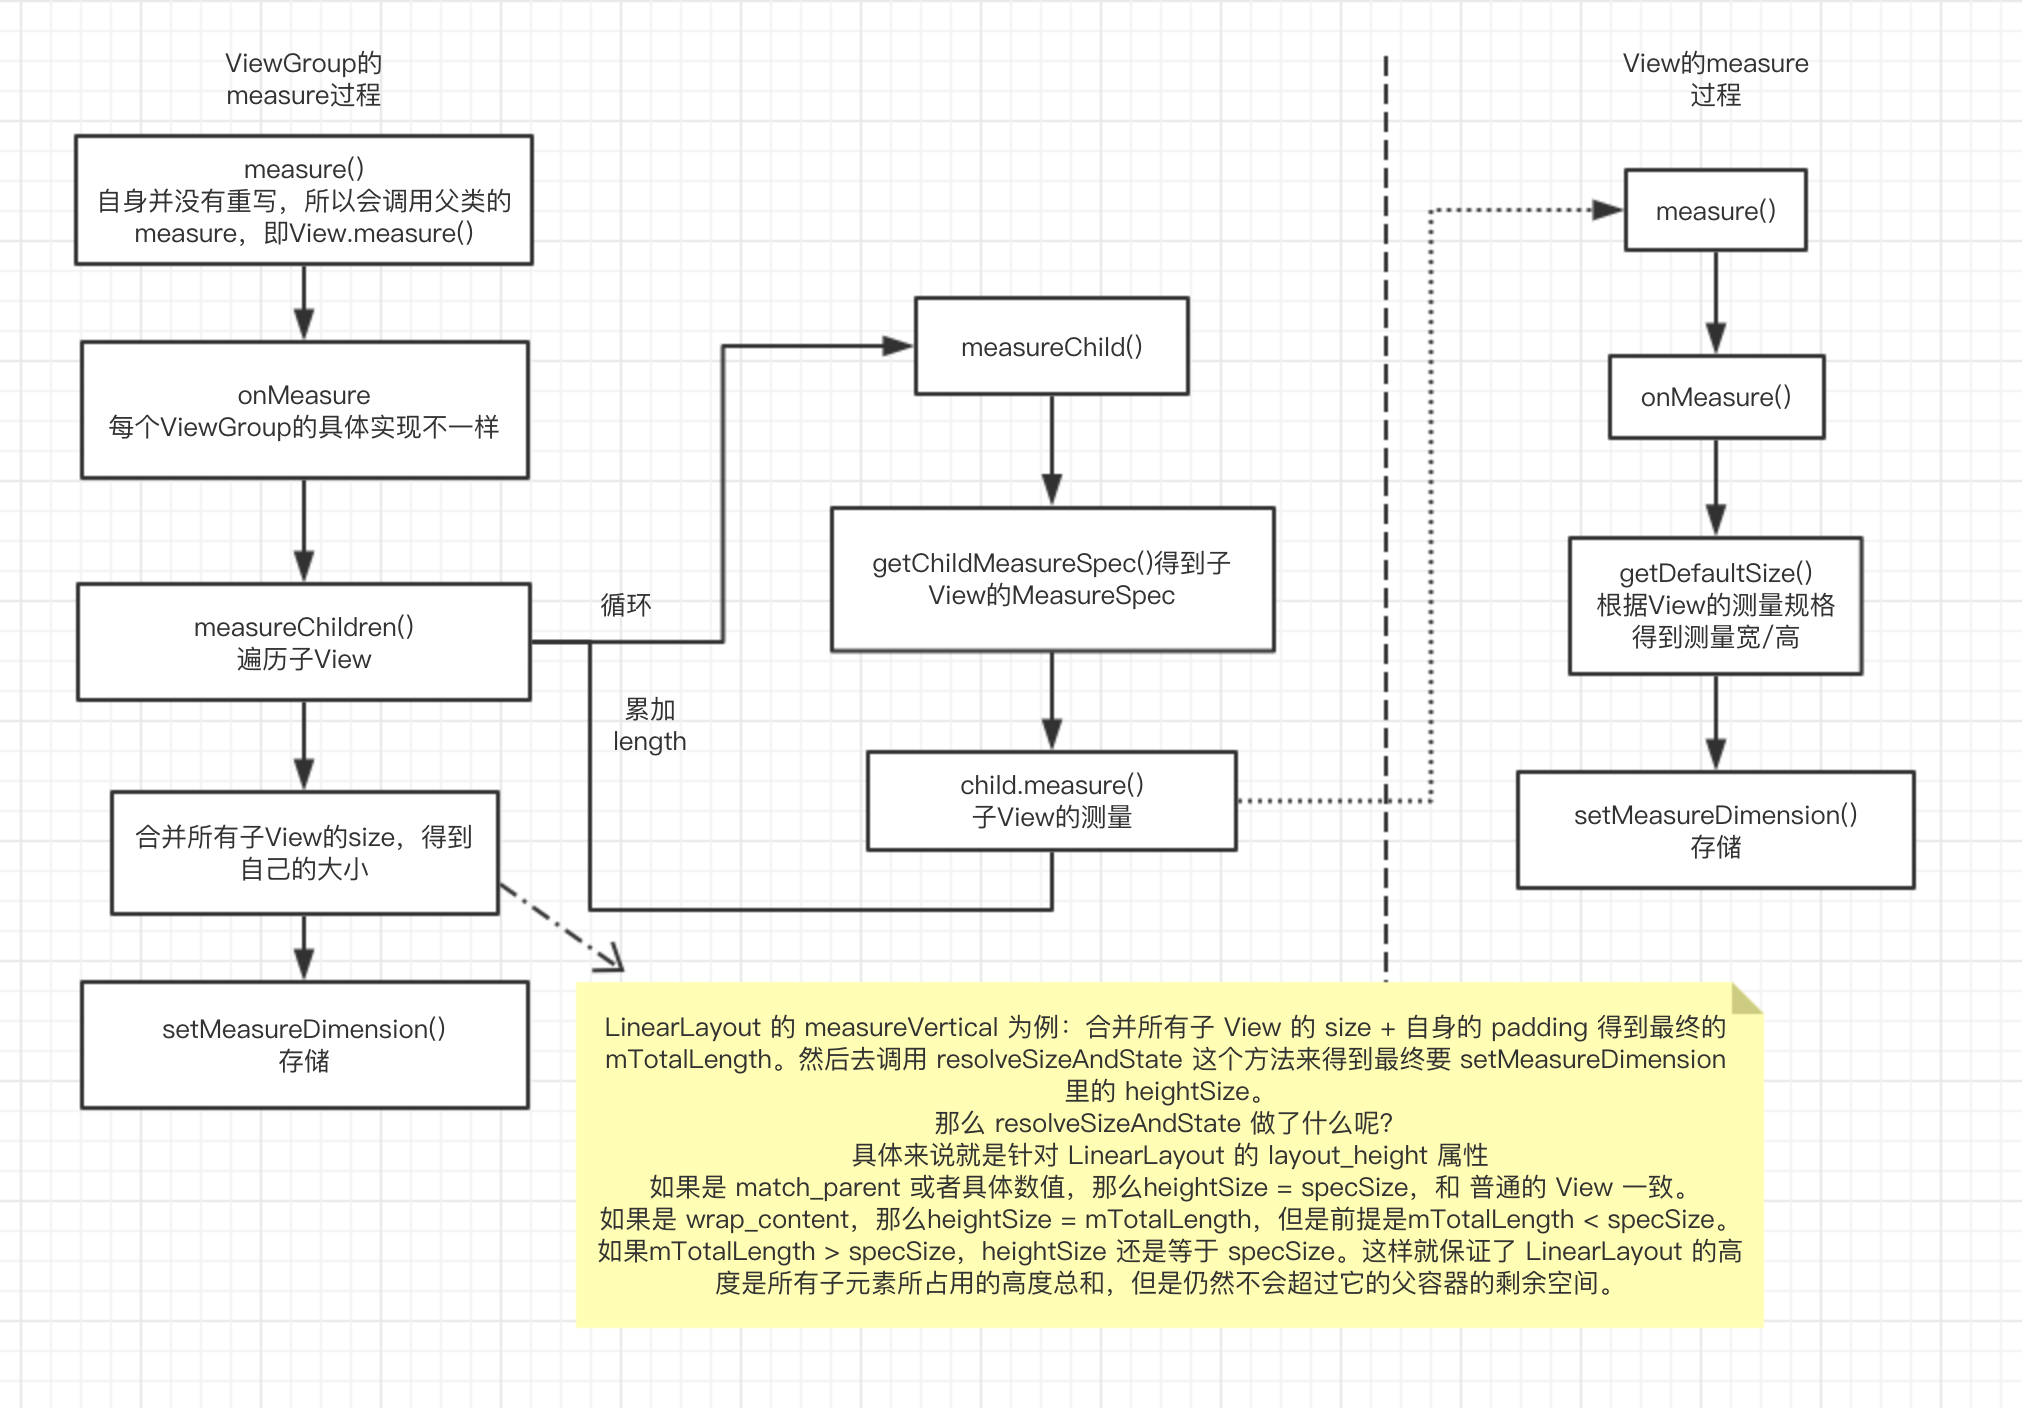 ViewGroup的
measure过程
measure()
自身并没有重写，所以会调用父类的
measure，即View.measure()
onMeasure
每个ViewGroup的具体实现不一样
measureChildren()
遍历子View
合并所有子View的size，得到
自己的大小
setMeasureDimension()
存储
循环
累加
length
measureChild()
getChildMeasureSpec()得到子
View的MeasureSpec
child.measure()
子View的测量
View的measure
过程
measure()
onMeasure()
getDefaultSize()
根据View的测量规格
得到测量宽/高
setMeasureDimension()
存储
LinearLayout 的 measureVertical 为例：合并所有子 View 的 size + 自身的 padding 得到最终的
mTotalLength。然后去调用 resolveSizeAndState 这个方法来得到最终要 setMeasureDimension
里的 heightSize。
那么 resolveSizeAndState 做了什么呢？
具体来说就是针对 LinearLayout 的 layout_height 属性
如果是 match_parent 或者具体数值，那么heightSize = specSize，和 普通的 View 一致。
如果是 wrap_content，那么heightSize = mTotalLength，但是前提是mTotalLength < specSize。
如果mTotalLength > specSize，heightSize 还是等于 specSize。这样就保证了 LinearLayout 的高
度是所有子元素所占用的高度总和，但是仍然不会超过它的父容器的剩余空间。